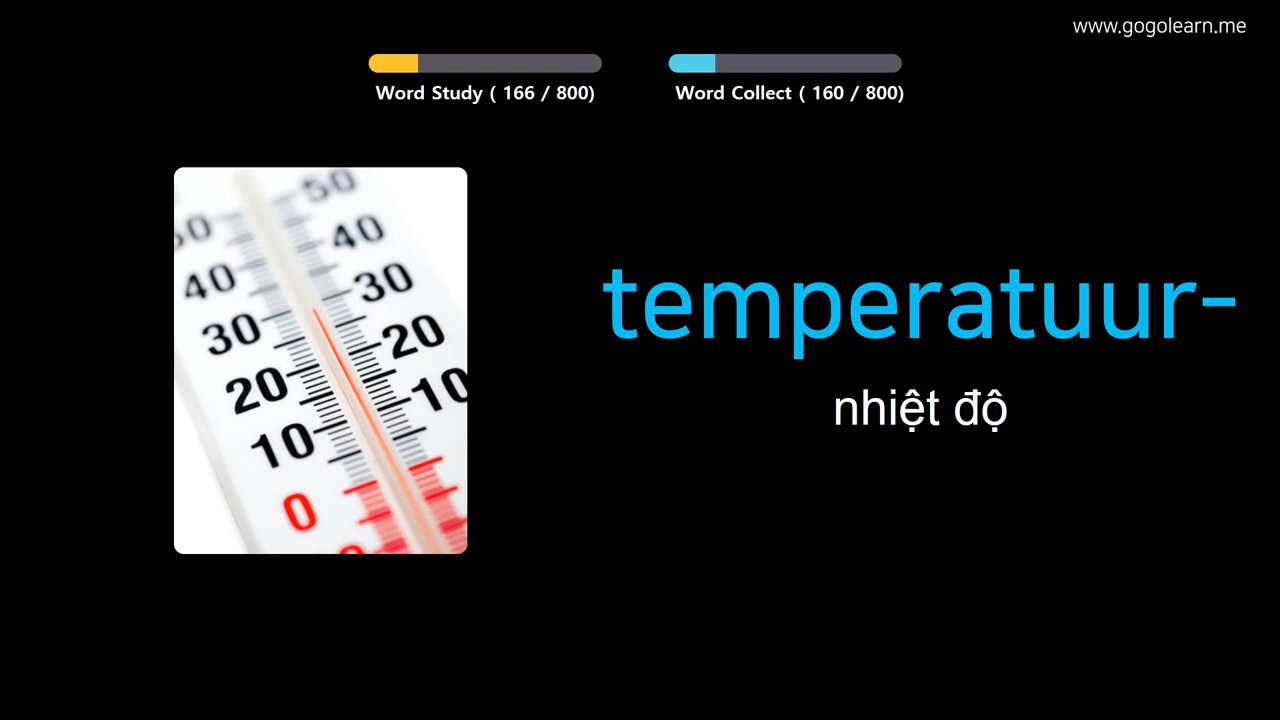 www.gogolearn.me
Word Study ( 166 / 800)
Word Collect ( 160 / 800)
50
40
30
20
10
40
30
20
10
0
temperatuur-
nhiệt độ